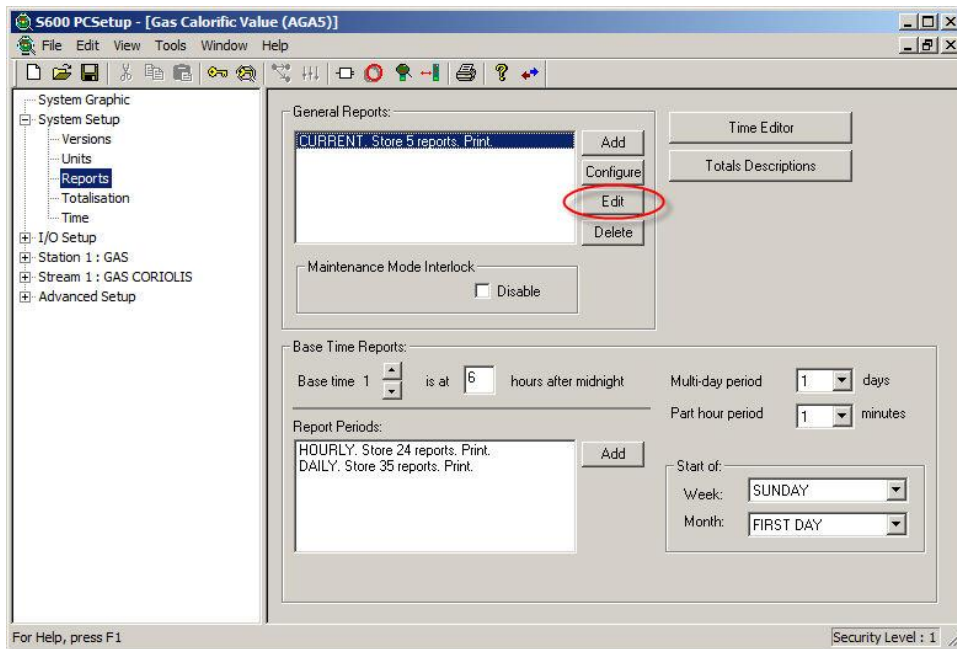 S600 PCSetup - [Gas Calorific Value (AGA5)]
File Edit View Tools Window Help
System Graphic
System Setup
Versions
Units
Reports
Totalisation
Time
I/O Setup
Station 1 : GAS
Stream 1 : GAS CORIOLIS
Advanced Setup
General Reports:
CURRENT. Store 5 reports. Print.
Add
Configure
Edit
Delete
Time Editor
Totals Descriptions
Maintenance Mode Interlock
Disable
Base Time Reports:
Base time 1 is at 6 hours after midnight
Multi-day period 1 days
Part hour period 1 minutes
Report Periods:
HOURLY. Store 24 reports. Print.
DAILY. Store 35 reports. Print.
Add
Start of:
Week: SUNDAY
Month: FIRST DAY
For Help, press F1
Security Level : 1